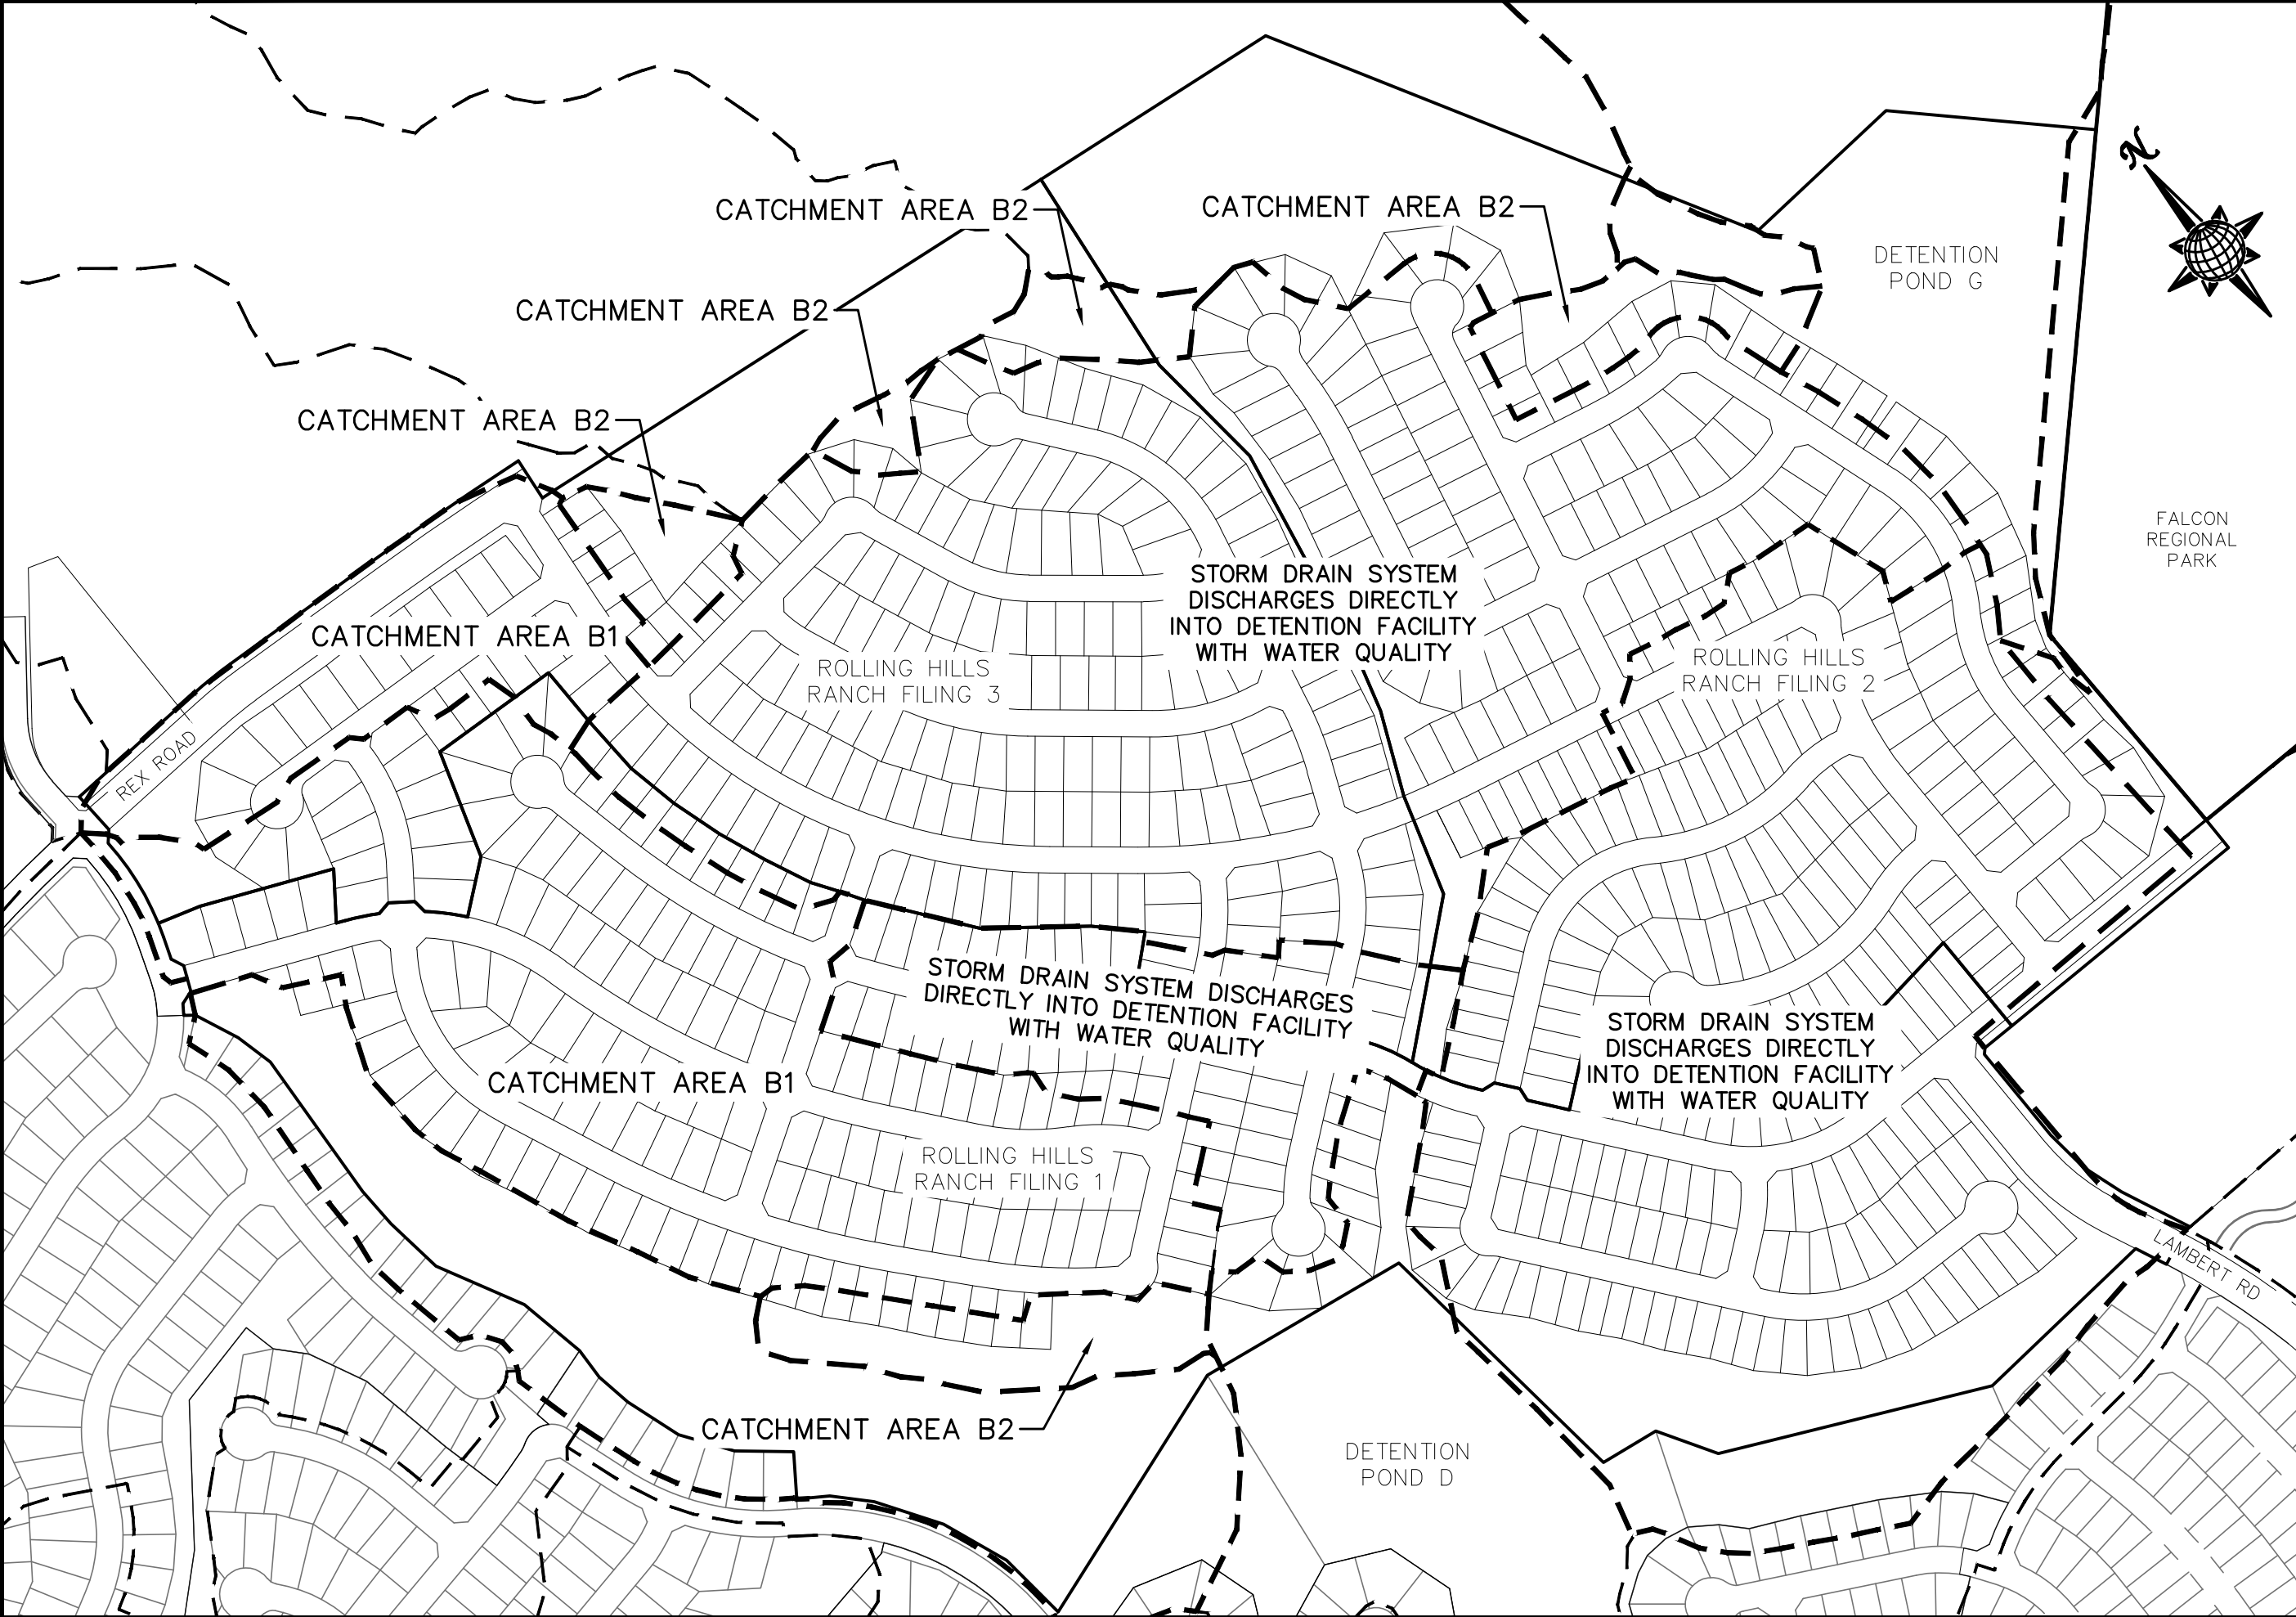 N
CATCHMENT AREA B2
CATCHMENT AREA B2
DETENTION
POND G
CATCHMENT AREA B2
CATCHMENT AREA B2
FALCON
REGIONAL
PARK
STORM DRAIN SYSTEM
DISCHARGES DIRECTLY
INTO DETENTION FACILITY
WITH WATER QUALITY
CATCHMENT AREA B1
ROLLING HILLS
RANCH FILING 3
ROLLING HILLS
RANCH FILING 2
REX ROAD
STORM DRAIN SYSTEM DISCHARGES
DIRECTLY INTO DETENTION FACILITY
WITH WATER QUALITY
STORM DRAIN SYSTEM
DISCHARGES DIRECTLY
INTO DETENTION FACILITY
WITH WATER QUALITY
CATCHMENT AREA B1
ROLLING HILLS
RANCH FILING 1
LAMBERT RD
CATCHMENT AREA B2
DETENTION
POND D